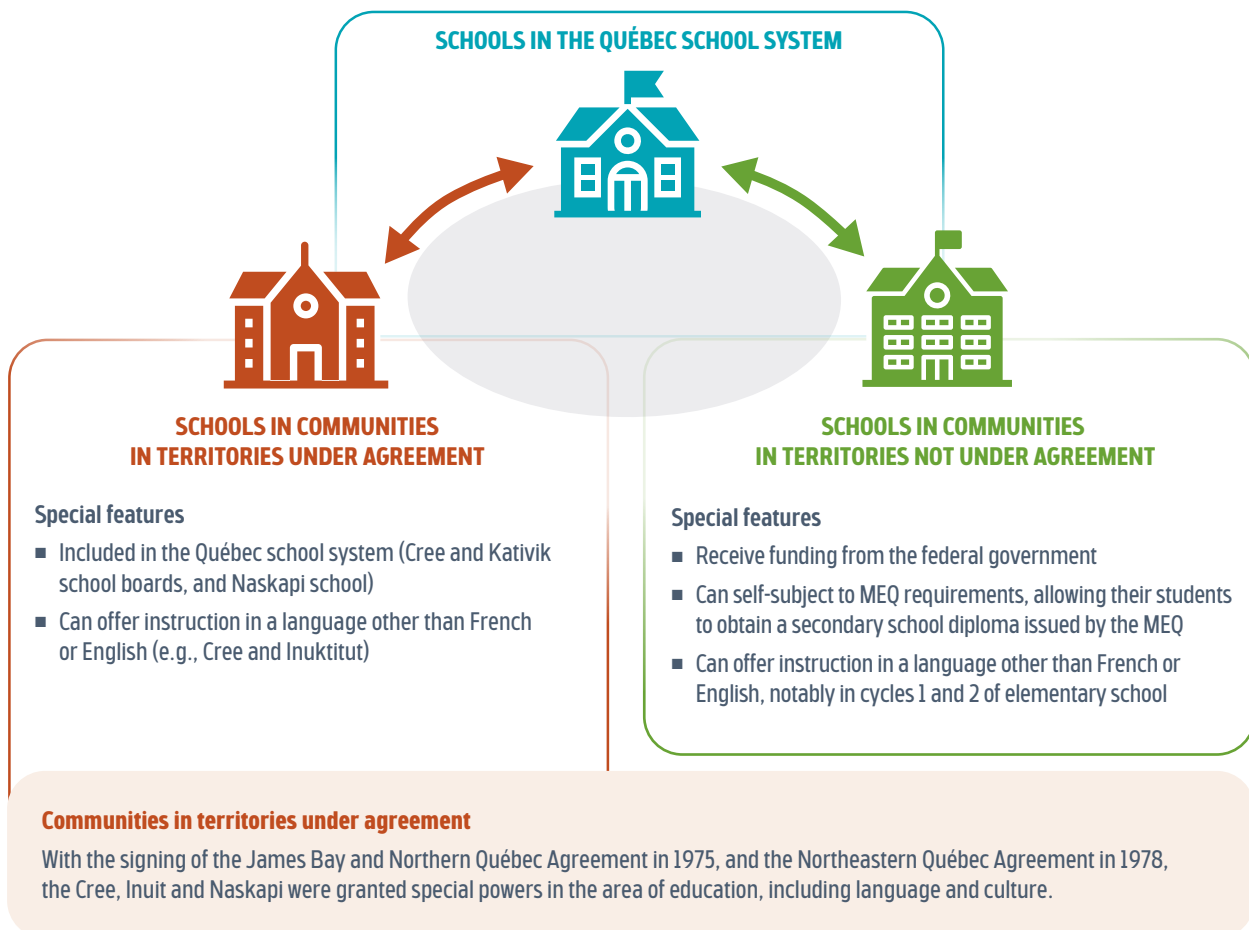 SCHOOLS IN THE QUÉBEC SCHOOL SYSTEM
SCHOOLS IN COMMUNITIES
IN TERRITORIES UNDER AGREEMENT
Special features
■ Included in the Québec school system (Cree and Kativik
school boards, and Naskapi school)
■ Can offer instruction in a language other than French
or English (e.g., Cree and Inuktitut)
SCHOOLS IN COMMUNITIES
IN TERRITORIES NOT UNDER AGREEMENT
Special features
■ Receive funding from the federal government
■ Can self-subject to MEQ requirements, allowing their students
to obtain a secondary school diploma issued by the MEQ
■ Can offer instruction in a language other than French or
English, notably in cycles 1 and 2 of elementary school
Communities in territories under agreement
With the signing of the James Bay and Northern Québec Agreement in 1975, and the Northeastern Québec Agreement in 1978,
the Cree, Inuit and Naskapi were granted special powers in the area of education, including language and culture.